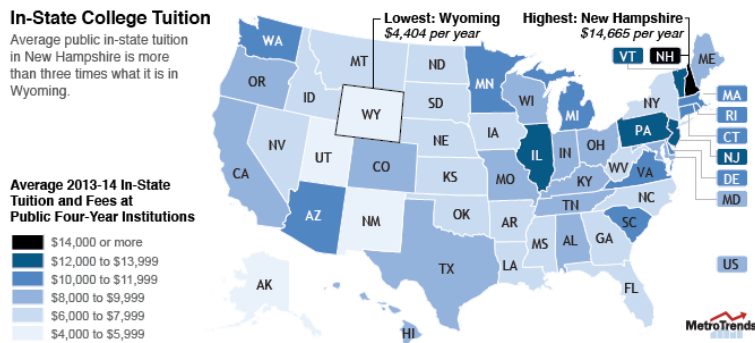 In-State College Tuition
Average public in-state tuition
in New Hampshire is more
than three times what it is in
Wyoming.
Lowest: Wyoming
$4,404 per year
Highest: New Hampshire
$14,665 per year
WA
OR
CA
NV
ID
MT
WY
UT
AZ
CO
NM
ND
SD
NE
KS
OK
TX
MN
IA
MO
AR
LA
WI
IL
MI
IN
OH
KY
TN
MS
AL
GA
FL
SC
NC
VA
WV
PA
NY
VT
NH
ME
MA
RI
CT
NJ
DE
MD
US
AK
HI
Average 2013-14 In-State
Tuition and Fees at
Public Four-Year Institutions
$14,000 or more
$12,000 to $13,999
$10,000 to $11,999
$8,000 to $9,999
$6,000 to $7,999
$4,000 to $5,999
MetroTrends